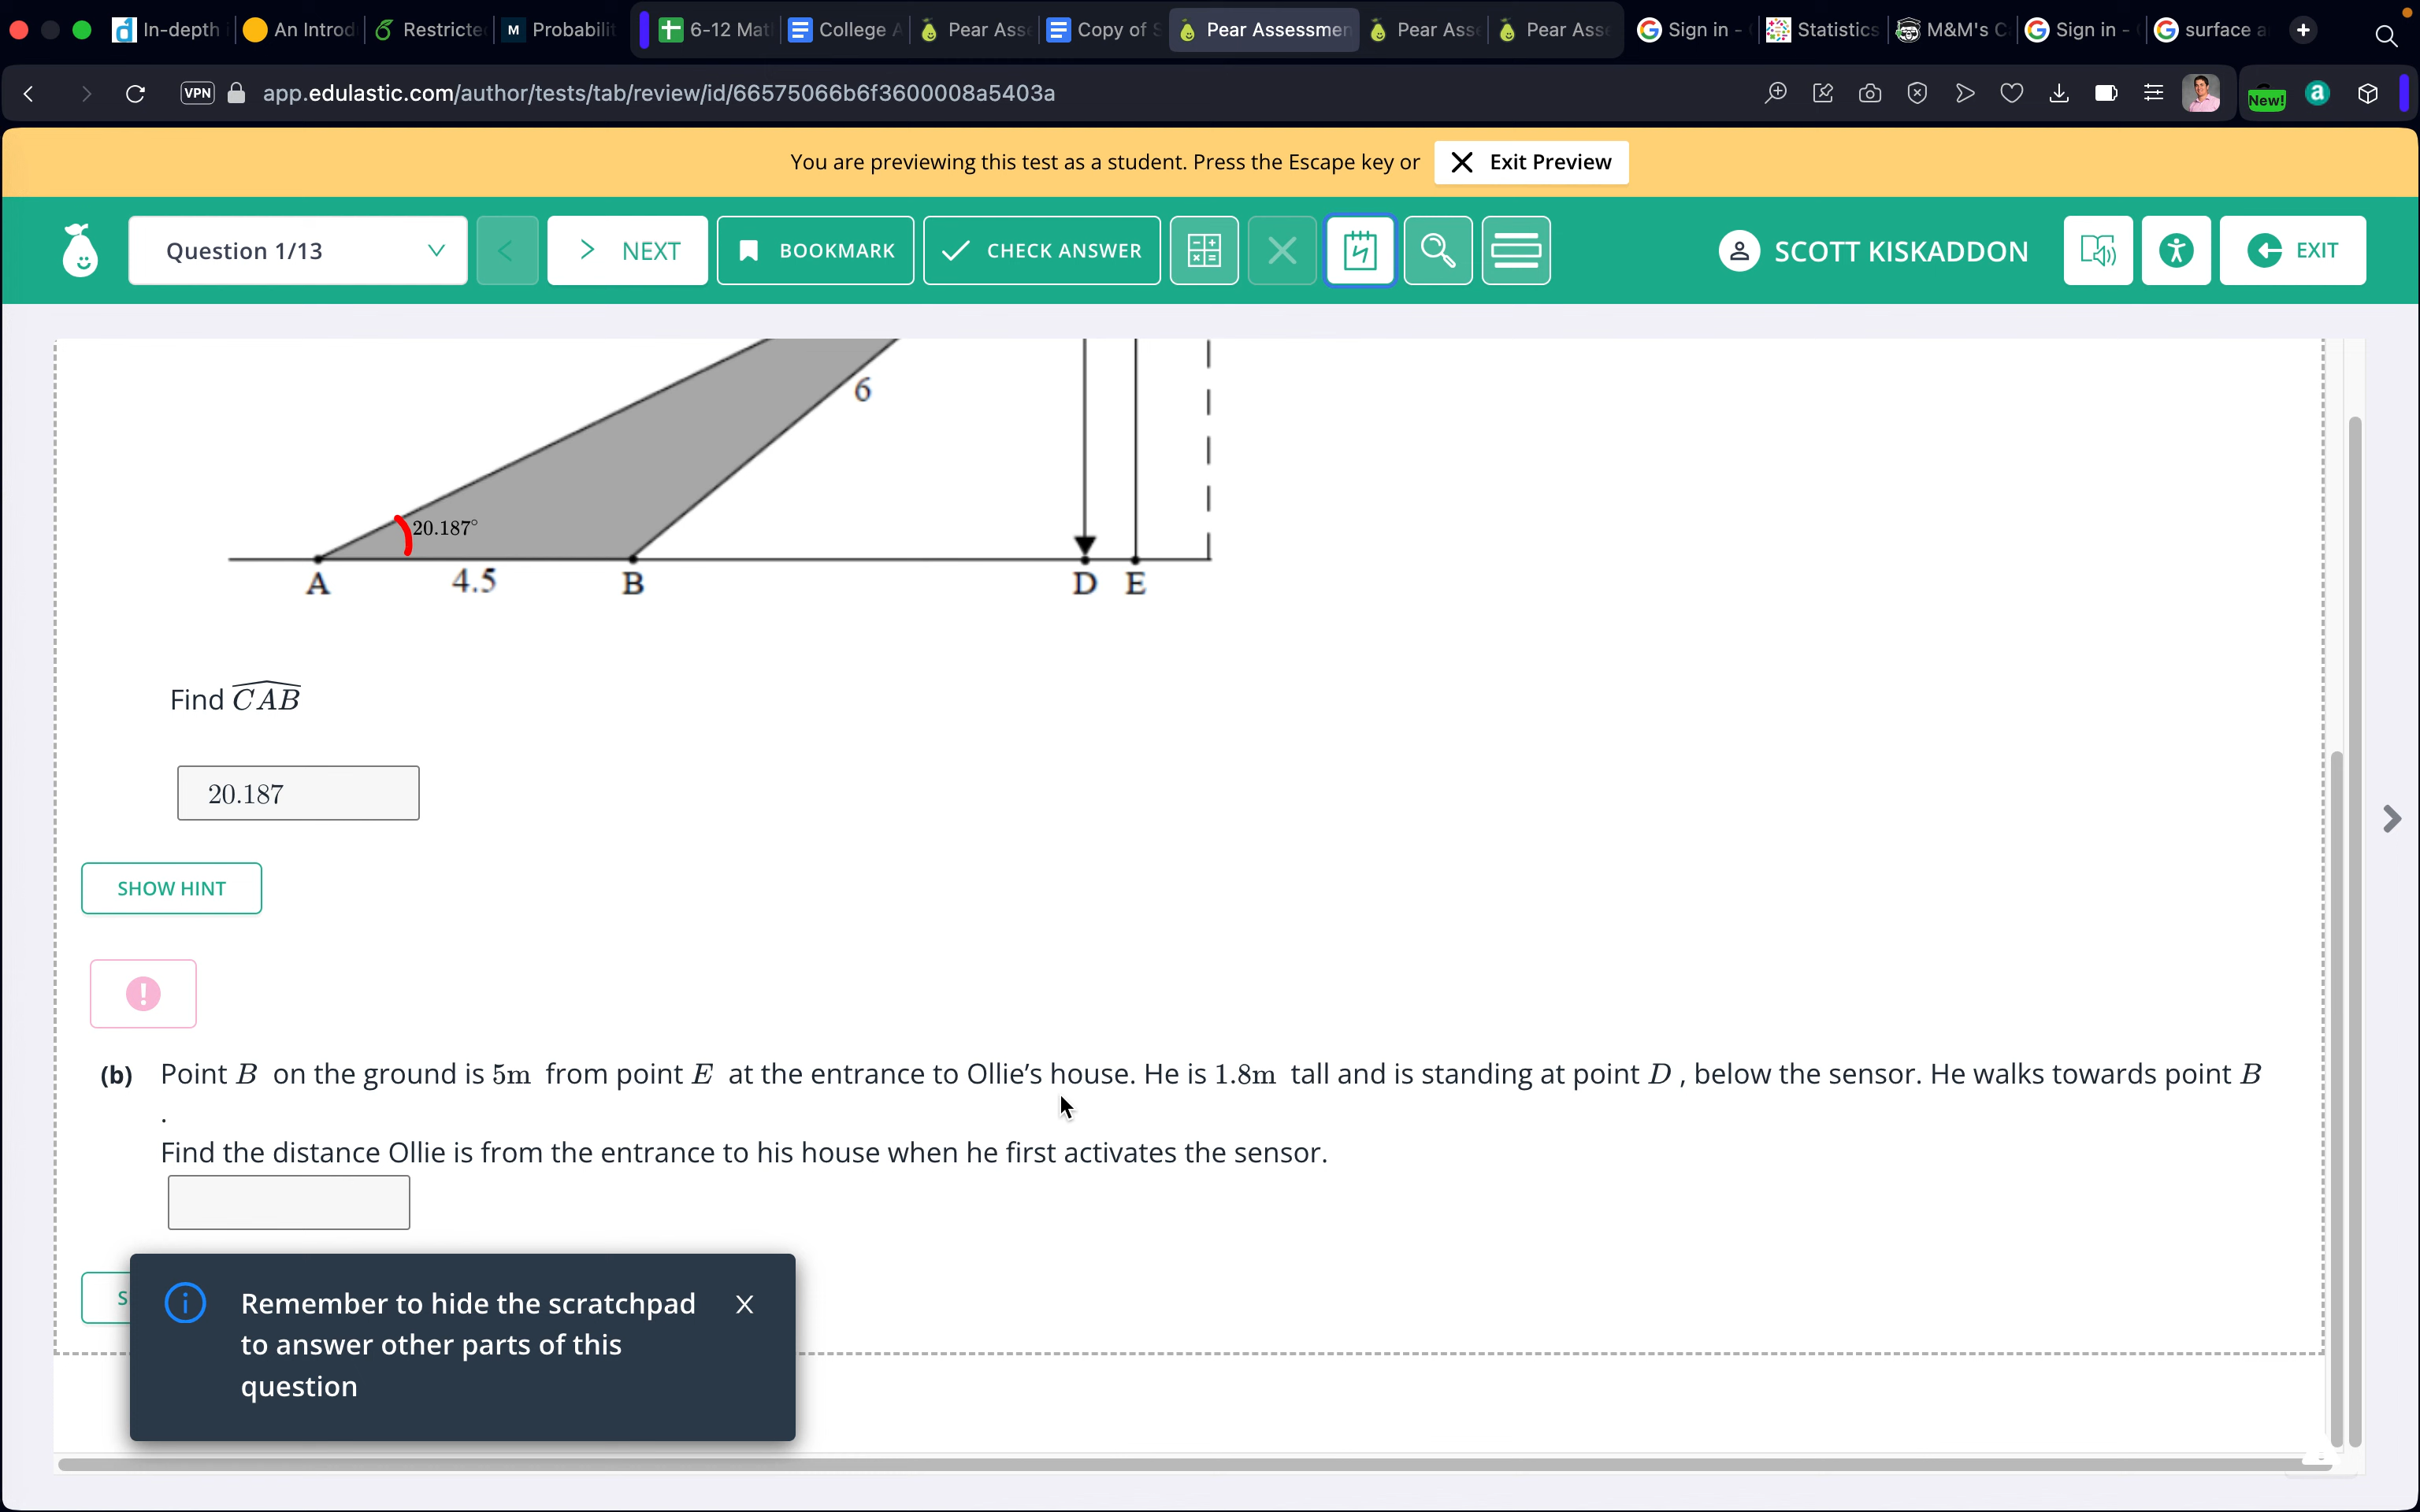 In-depth An Introd Restricte Probabilit 6-12 Mat College A Pear Asse Copy of S Pear Assessmen Pear Asse Pear Asse Sign in - Statistics M&M's C Sign in - surface a
VPN app.edulastic.com/author/tests/tab/review/id/66575066b6f3600008a5403a New!
You are previewing this test as a student. Press the Escape key or Exit Preview
Question 1/13 NEXT BOOKMARK CHECK ANSWER SCOTT KISKADDON EXIT
6
20.187°
A 4.5 B D E
Find CAB
20.187
SHOW HINT
(b) Point B on the ground is 5m from point E at the entrance to Ollie’s house. He is 1.8m tall and is standing at point D , below the sensor. He walks towards point B
.
Find the distance Ollie is from the entrance to his house when he first activates the sensor.
S
Remember to hide the scratchpad X
to answer other parts of this
question